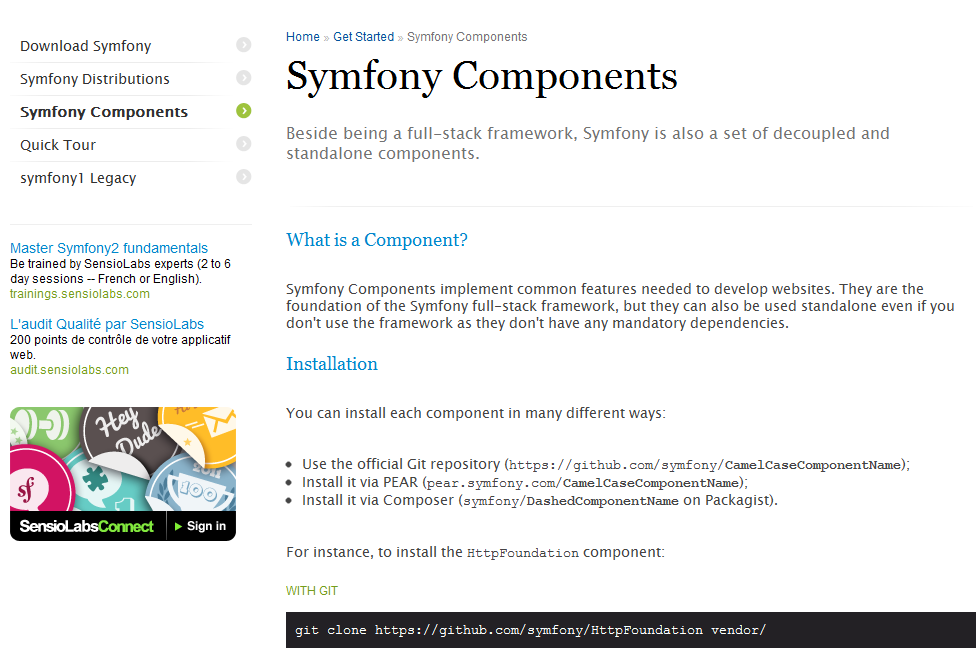 Download Symfony
Symfony Distributions
Symfony Components
Quick Tour
symfony1 Legacy
Master Symfony2 fundamentals
Be trained by SensioLabs experts (2 to 6
day sessions -- French or English).
trainings.sensiolabs.com
L'audit Qualité par SensioLabs
200 points de contrôle de votre applicatif
web.
audit.sensiolabs.com
Hey
Dude
sf
100
SensioLabsConnect
Sign in
Home » Get Started » Symfony Components
Symfony Components
Beside being a full-stack framework, Symfony is also a set of decoupled and
standalone components.
What is a Component?
Symfony Components implement common features needed to develop websites. They are the
foundation of the Symfony full-stack framework, but they can also be used standalone even if you
don't use the framework as they don't have any mandatory dependencies.
Installation
You can install each component in many different ways:
Use the official Git repository (https://github.com/symfony/CamelCaseComponentName);
Install it via PEAR (pear.symfony.com/CamelCaseComponentName);
Install it via Composer (symfony/DashedComponentName on Packagist).
For instance, to install the HttpFoundation component:
WITH GIT
git clone https://github.com/symfony/HttpFoundation vendor/